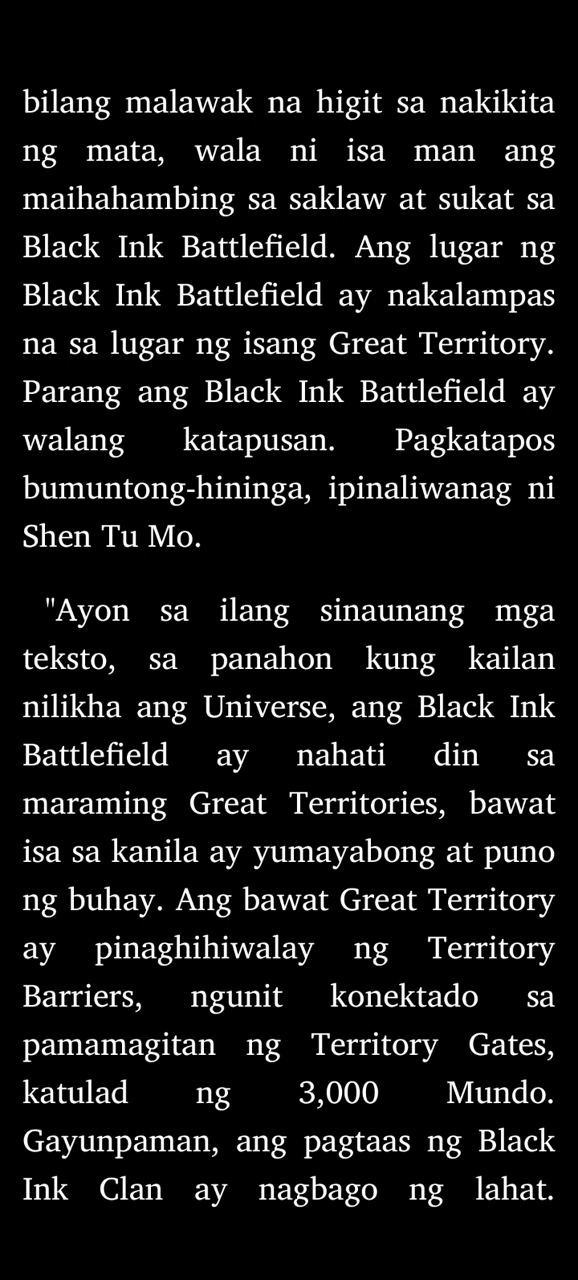 bilang malawak na higit sa nakikita
ng mata, wala ni isa man ang
maihahambing sa saklaw at sukat sa
Black Ink Battlefield. Ang lugar ng
Black Ink Battlefield ay nakalampas
na sa lugar ng isang Great Territory.
Parang ang Black Ink Battlefield ay
walang katapusan. Pagkatapos
bumuntong-hininga, ipinaliwanag ni
Shen Tu Mo.
"Ayon sa ilang sinaunang mga
teksto, sa panahon kung kailan
nilikha ang Universe, ang Black Ink
Battlefield ay nahati din sa
maraming Great Territories, bawat
isa sa kanila ay yumayabong at puno
ng buhay. Ang bawat Great Territory
ay pinaghihiwalay ng Territory
Barriers, ngunit konektado sa
pamamagitan ng Territory Gates,
katulad ng 3,000 Mundo.
Gayunpaman, ang pagtaas ng Black
Ink Clan ay nagbago ng lahat.